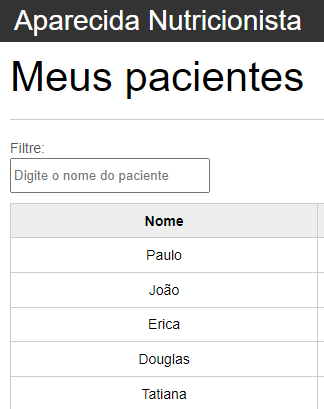 Aparecida Nutricionista
Meus pacientes
Filtre:
Digite o nome do paciente
Nome
Paulo
João
Erica
Douglas
Tatiana